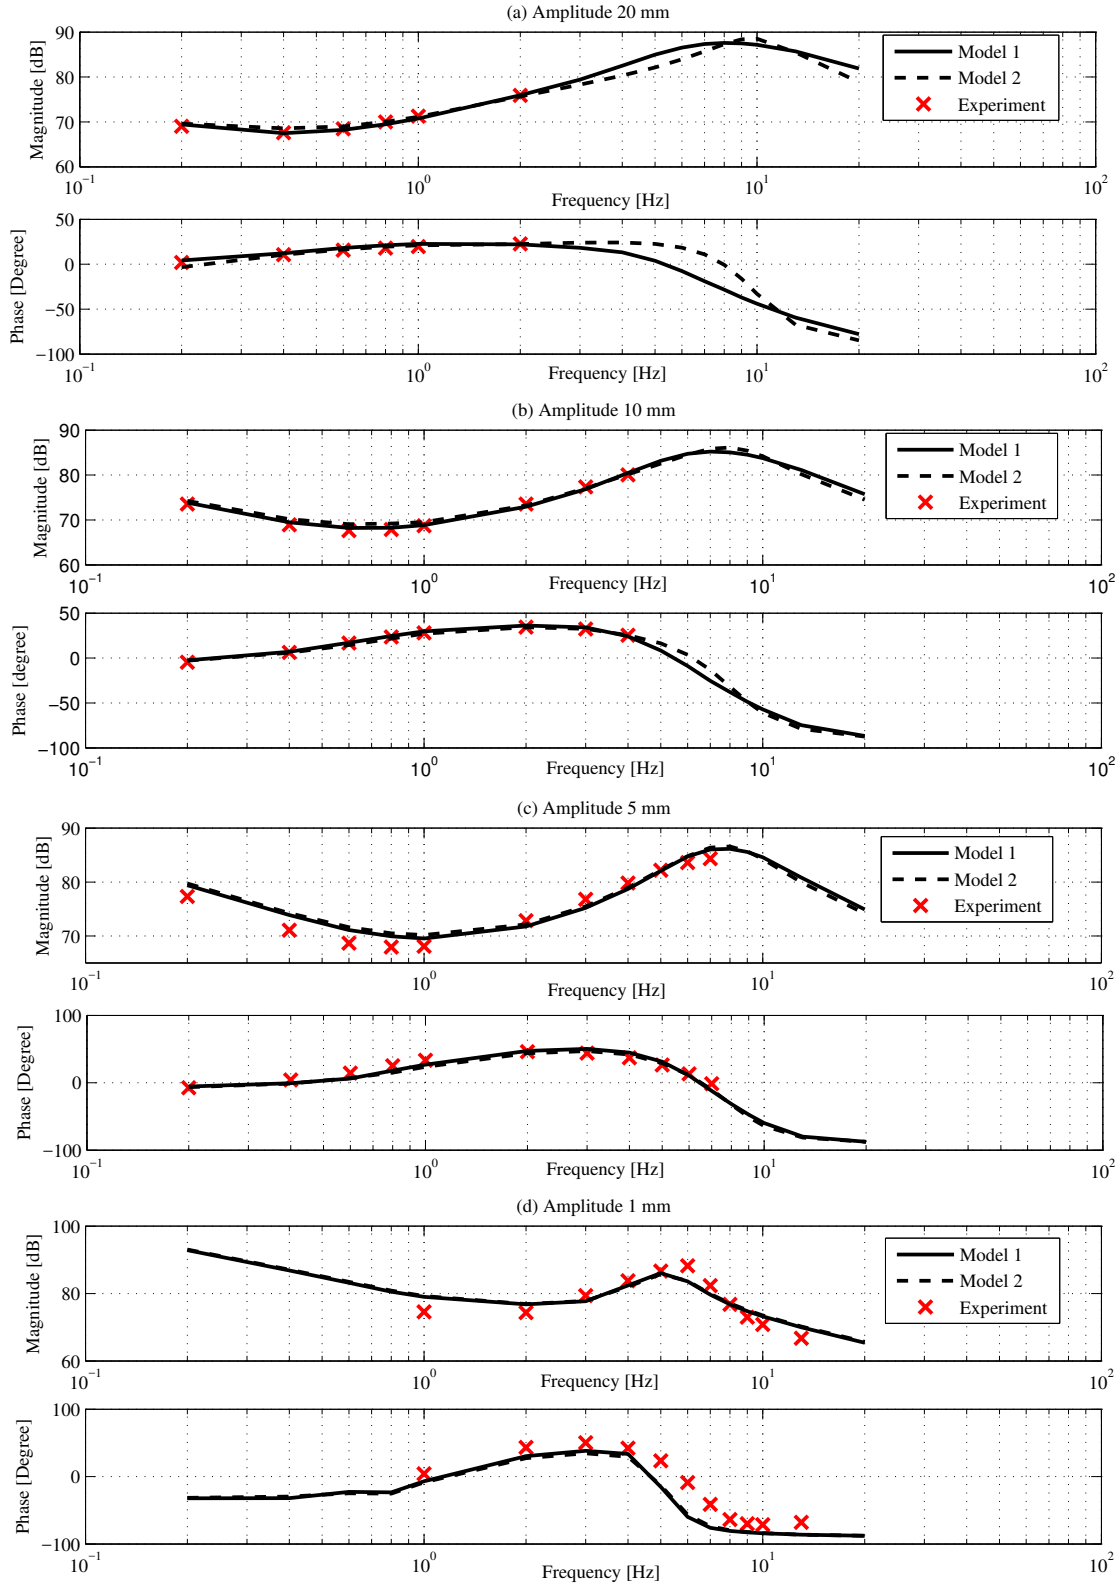 (a) Amplitude 20 mm
Magnitude [dB]
90
80
70
60
10⁻¹ 10⁰ 10¹ 10²
Frequency [Hz]
Model 1
Model 2
Experiment
Phase [Degree]
50
0
−50
−100
10⁻¹ 10⁰ 10¹ 10²
Frequency [Hz]
(b) Amplitude 10 mm
Magnitude [dB]
90
80
70
60
10⁻¹ 10⁰ 10¹ 10²
Frequency [Hz]
Model 1
Model 2
Experiment
Phase [degree]
50
0
−50
−100
10⁻¹ 10⁰ 10¹ 10²
Frequency [Hz]
(c) Amplitude 5 mm
Magnitude [dB]
90
80
70
10⁻¹ 10⁰ 10¹ 10²
Frequency [Hz]
Model 1
Model 2
Experiment
Phase [Degree]
100
0
−100
10⁻¹ 10⁰ 10¹ 10²
Frequency [Hz]
(d) Amplitude 1 mm
Magnitude [dB]
100
80
60
10⁻¹ 10⁰ 10¹ 10²
Frequency [Hz]
Model 1
Model 2
Experiment
Phase [Degree]
100
0
−100
10⁻¹ 10⁰ 10¹ 10²
Frequency [Hz]